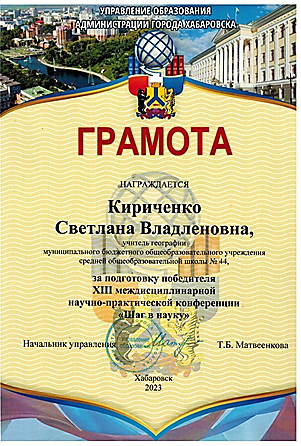 УПРАВЛЕНИЕ ОБРАЗОВАНИЯ
АДМИНИСТРАЦИИ ГОРОДА ХАБАРОВСКА
ГРАМОТА
НАГРАЖДАЕТСЯ
Кириченко
Светлана Владленовна,
учитель географии
муниципального бюджетного общеобразовательного учреждения
средней общеобразовательной школы № 44,
за подготовку победителя
XIII междисциплинарной
научно-практической конференции
«Шаг в науку»
Начальник управления
Т.Б. Матвеенкова
Хабаровск
2023